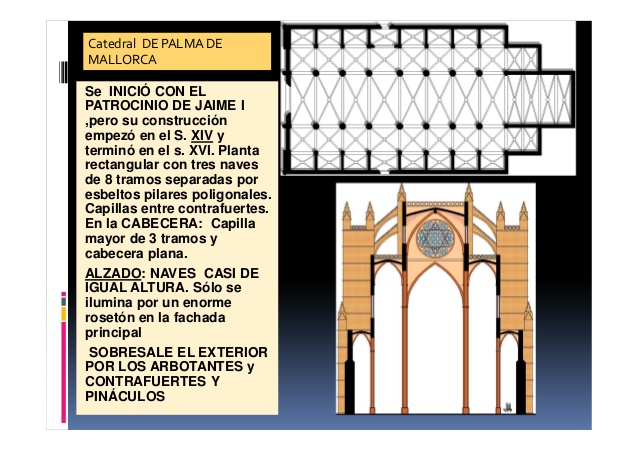 Catedral DE PALMA DE
MALLORCA
Se INICIÓ CON EL
PATROCINIO DE JAIME I
,pero su construcción
empezó en el S. XIV y
terminó en el s. XVI. Planta
rectangular con tres naves
de 8 tramos separadas por
esbeltos pilares poligonales.
Capillas entre contrafuertes.
En la CABECERA: Capilla
mayor de 3 tramos y
cabecera plana.
ALZADO: NAVES CASI DE
IGUAL ALTURA. Sólo se
ilumina por un enorme
rosetón en la fachada
principal
SOBRESALE EL EXTERIOR
POR LOS ARBOTANTES y
CONTRAFUERTES Y
PINÁCULOS